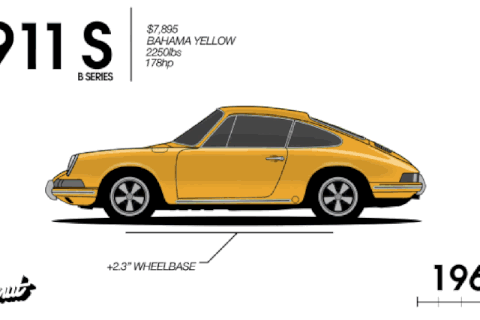 911 S
B SERIES
$7,895
BAHAMA YELLOW
2250lbs
178hp
+2.3" WHEELBASE
196